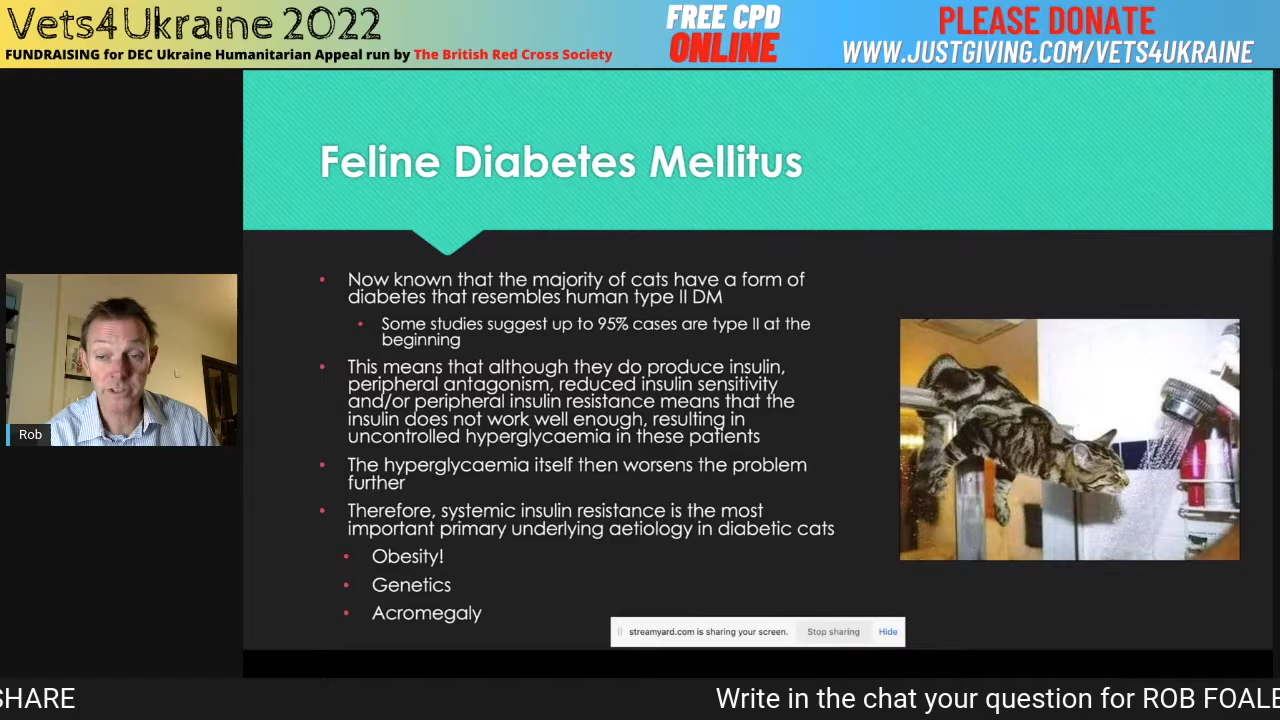 Vets4Ukraine 2022
FUNDRAISING for DEC Ukraine Humanitarian Appeal run by The British Red Cross Society
FREE CPD
ONLINE
PLEASE DONATE
WWW.JUSTGIVING.COM/VETS4UKRAINE
Feline Diabetes Mellitus
• Now known that the majority of cats have a form of
diabetes that resembles human type II DM
• Some studies suggest up to 95% cases are type II at the
beginning
• This means that although they do produce insulin,
peripheral antagonism, reduced insulin sensitivity
and/or peripheral insulin resistance means that the
insulin does not work well enough, resulting in
uncontrolled hyperglycaemia in these patients
• The hyperglycaemia itself then worsens the problem
further
• Therefore, systemic insulin resistance is the most
important primary underlying aetiology in diabetic cats
• Obesity!
• Genetics
• Acromegaly
Rob
streamyard.com is sharing your screen. Stop sharing Hide
SHARE
Write in the chat your question for ROB FOALE